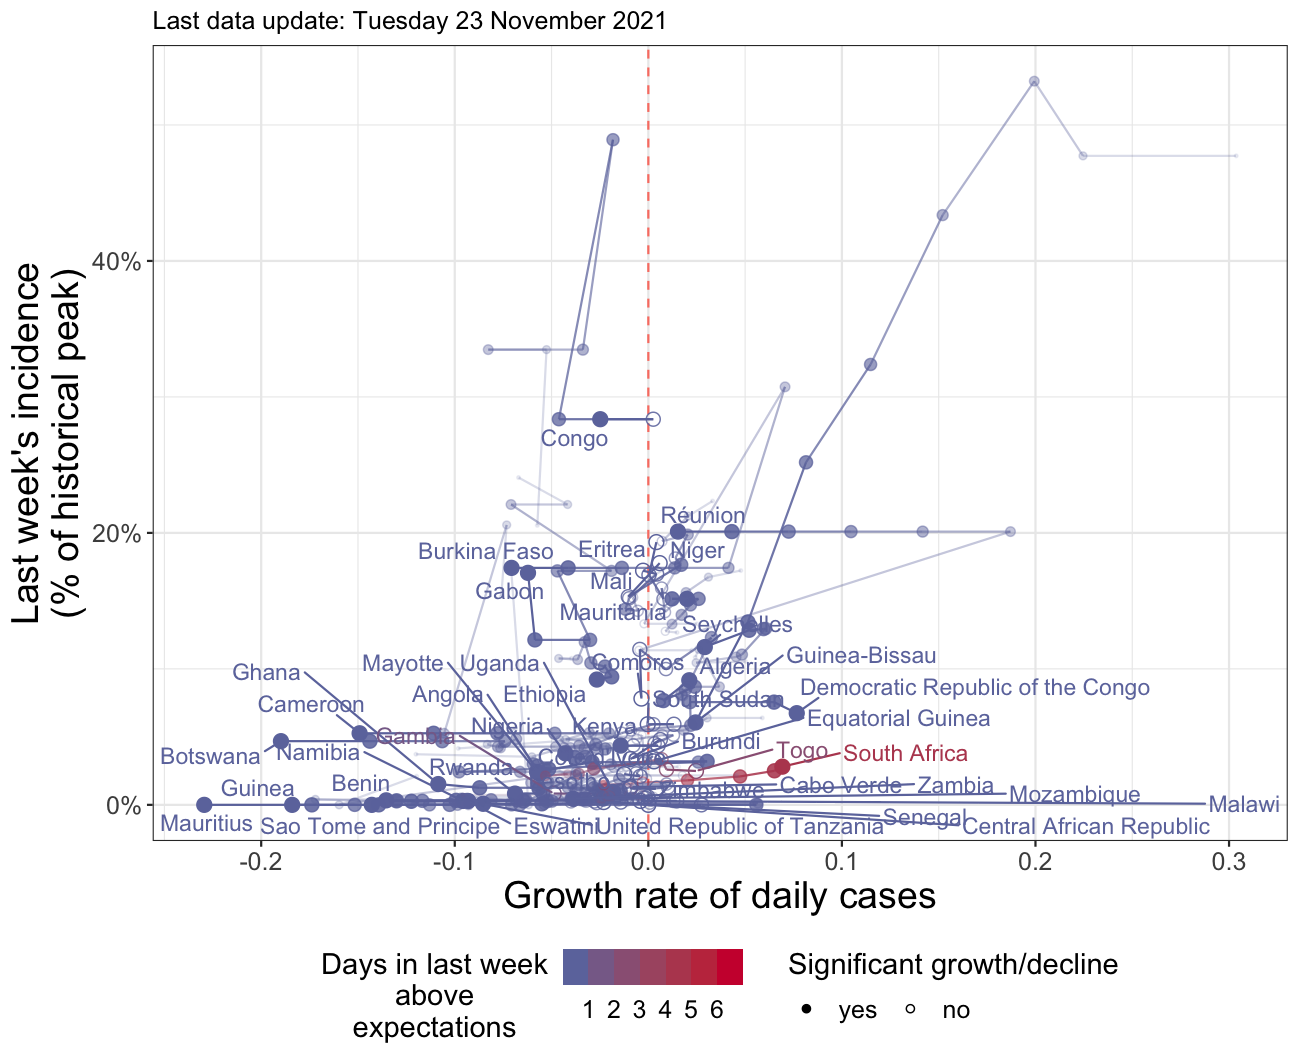 Last data update: Tuesday 23 November 2021
Last week's incidence
(% of historical peak)
40%
20%
0%
Congo
Réunion
Burkina Faso
Eritrea
Niger
Mali
Gabon
Mauritania
Seychelles
Comoros
Mayotte
Uganda
Algeria
Guinea-Bissau
Ghana
Angola
Ethiopia
South Sudan
Democratic Republic of the Congo
Cameroon
Nigeria
Kenya
Equatorial Guinea
Gambia
Burundi
Botswana
Namibia
Togo
South Africa
Rwanda
Lesotho
Guinea
Benin
Zimbabwe
Cabo Verde
Zambia
Mozambique
Malawi
Mauritius
Sao Tome and Principe
Eswatini
United Republic of Tanzania
Senegal
Central African Republic
-0.2
-0.1
0.0
0.1
0.2
0.3
Growth rate of daily cases
Days in last week
above
expectations
1 2 3 4 5 6
Significant growth/decline
yes
no